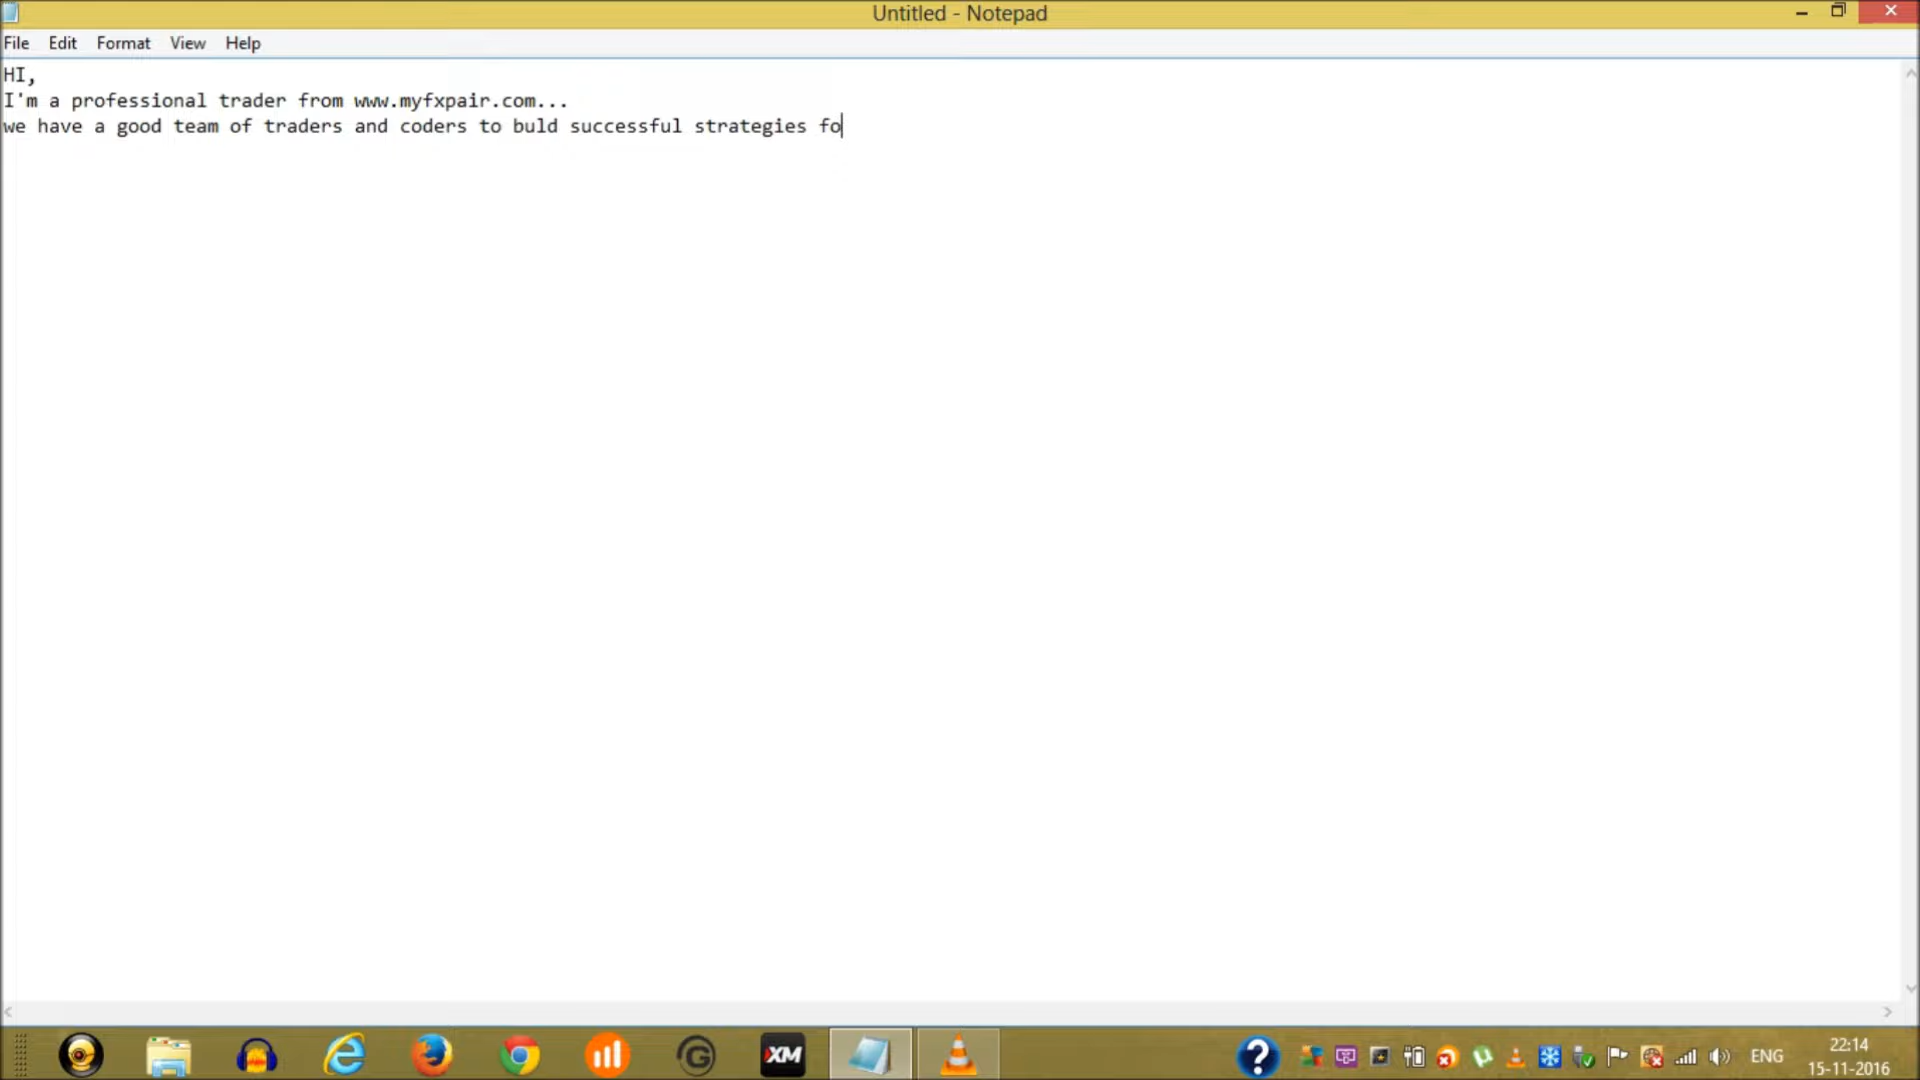 Untitled - Notepad
File Edit Format View Help
HI,
I'm a professional trader from www.myfxpair.com...
we have a good team of traders and coders to buld successful strategies fo
XM
ENG
22:14
15-11-2016